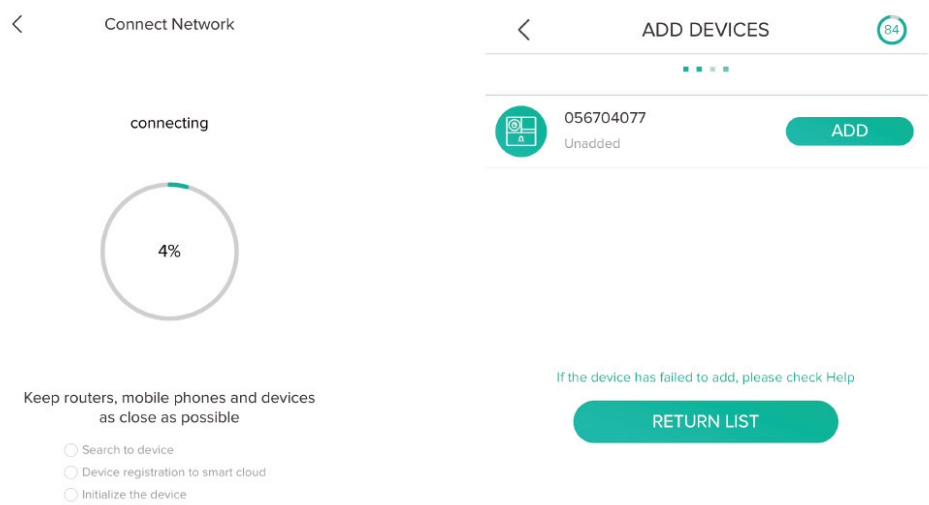 Connect Network
connecting
4%
Keep routers, mobile phones and devices
as close as possible
Search to device
Device registration to smart cloud
Initialize the device
ADD DEVICES
84
056704077
Unadded
ADD
If the device has failed to add, please check Help
RETURN LIST